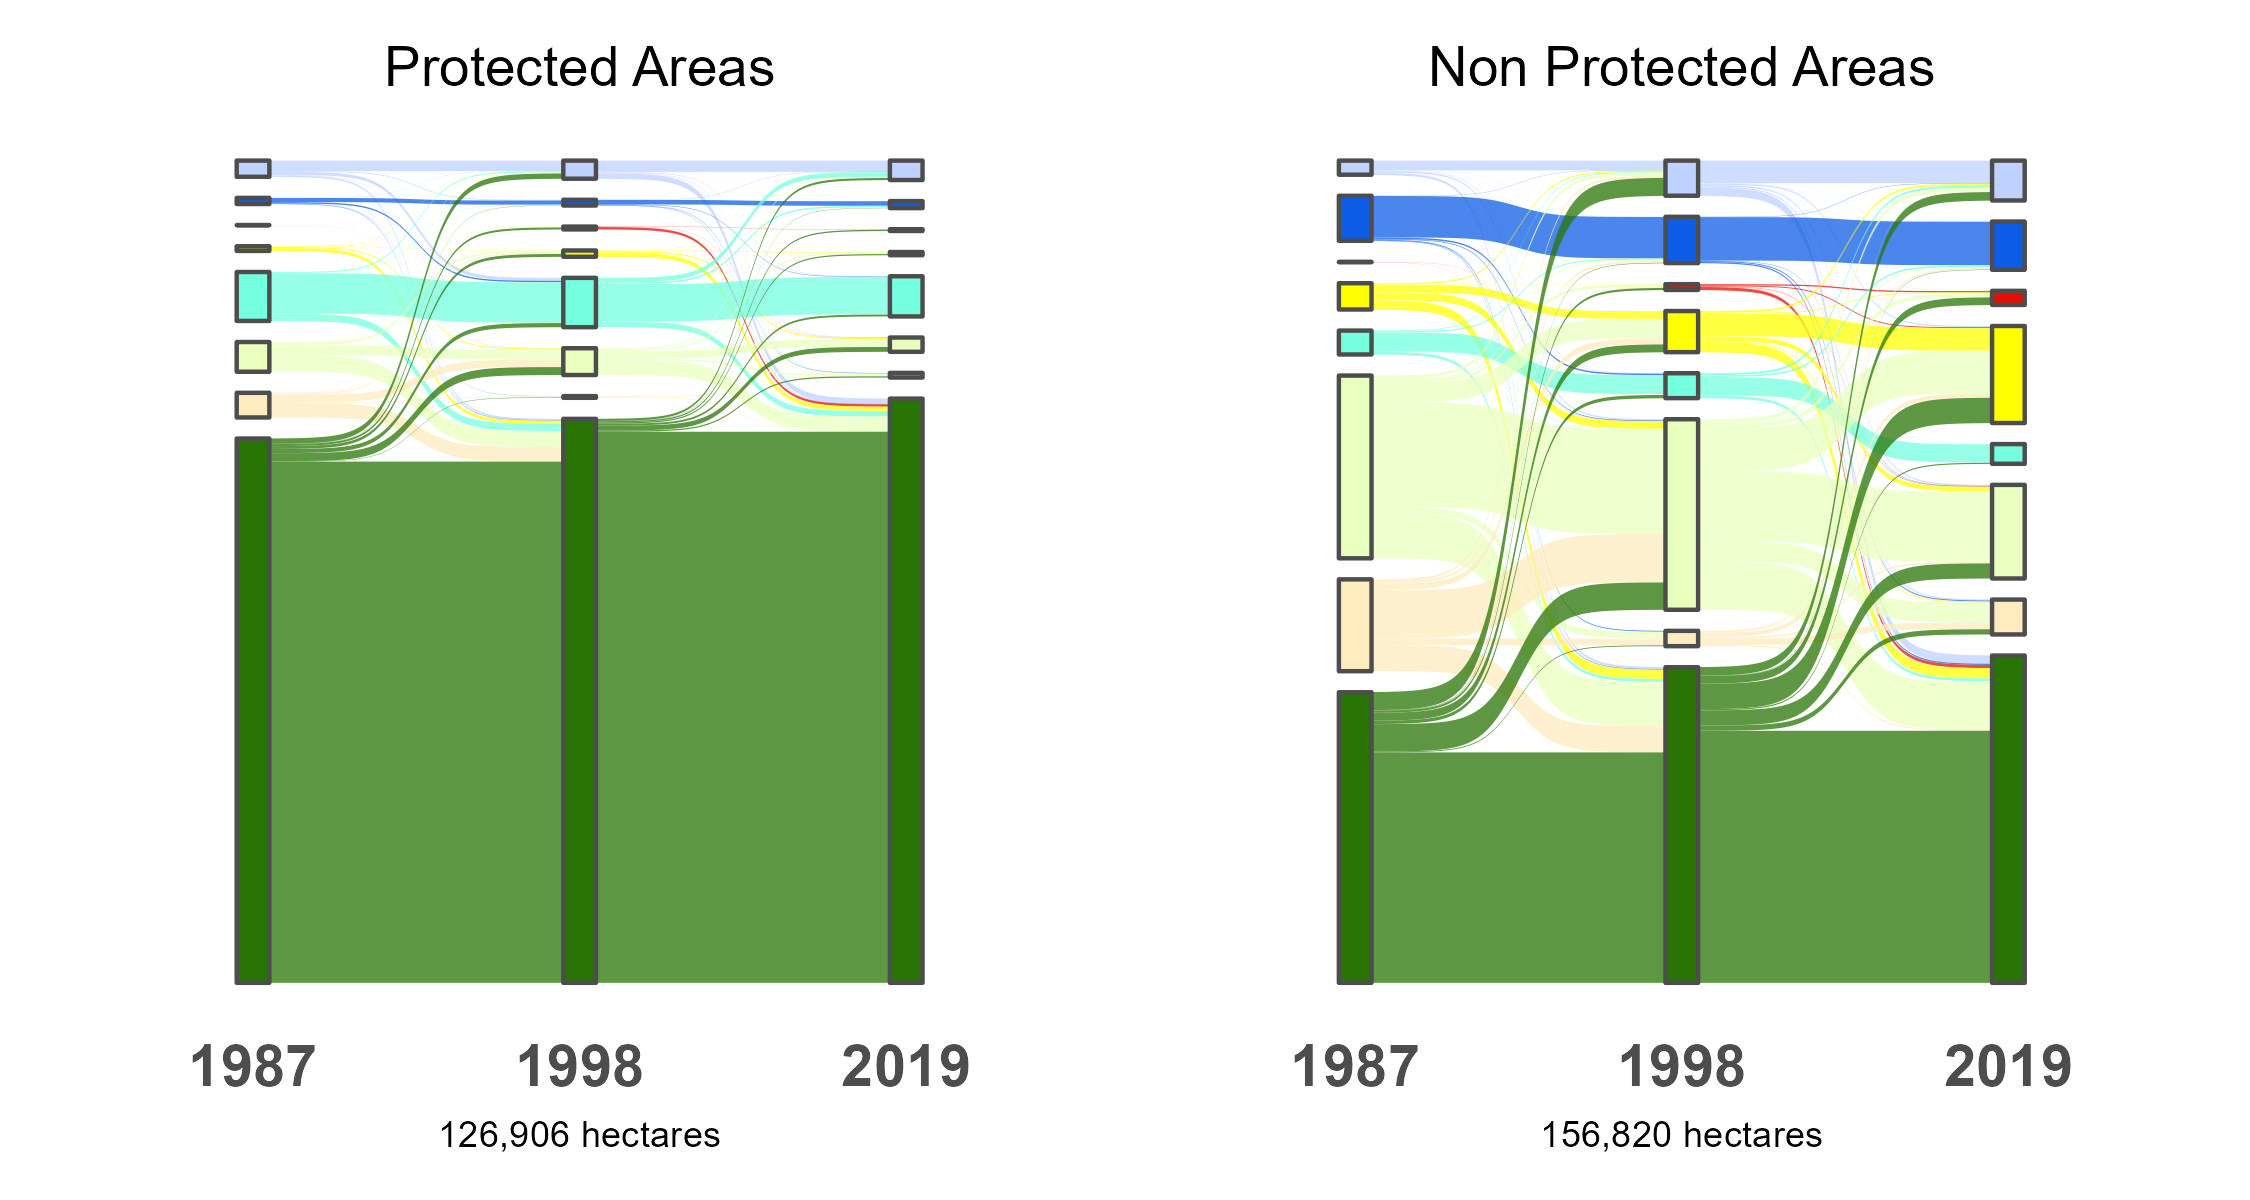 Protected Areas
Non Protected Areas
1987 1998 2019
1987 1998 2019
126,906 hectares
156,820 hectares